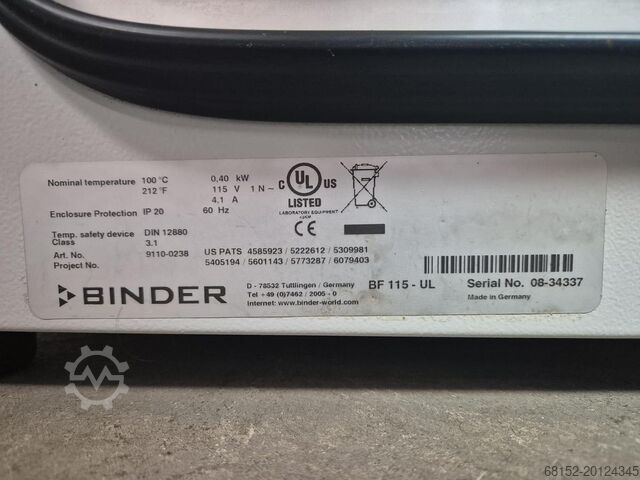 Nominal temperature 100 °C 0,40 kW
212 °F 115 V 1 N ~
4,1 A
Enclosure Protection IP 20 60 Hz
Temp. safety device DIN 12880
Class 3.1
Art. No. 9110-0238
Project No.
US PATS 4585923 / 5222612 / 5309981
5405194 / 5601143 / 5773287 / 6079403
C UL US
LISTED
LABORATORY EQUIPMENT
CE
BINDER
D - 78532 Tuttlingen / Germany
Tel +49 (0)7462 / 2005 - 0
Internet: www.binder-world.com
BF 115 - UL
Serial No. 08-34337
Made in Germany
68152-20124345